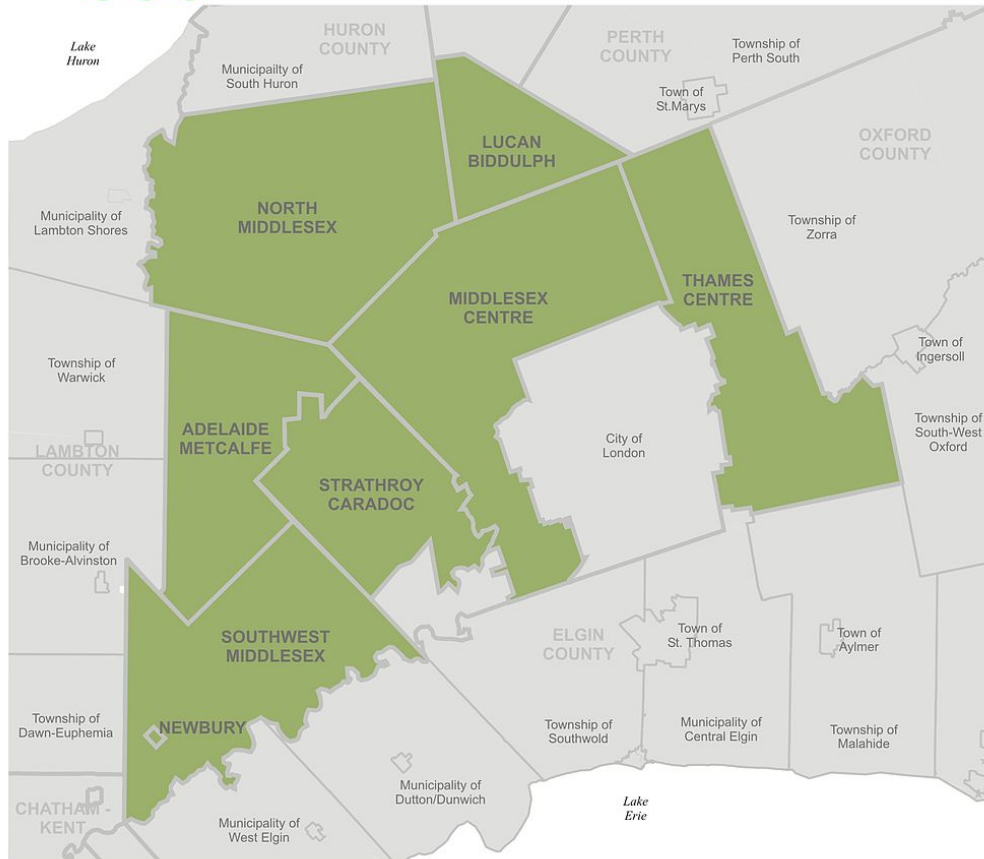 Lake
Huron
HURON
COUNTY
PERTH
COUNTY
Township of
Perth South
Municipailty of
South Huron
Town of
St.Marys
LUCAN
BIDDULPH
OXFORD
COUNTY
Municipality of
Lambton Shores
NORTH
MIDDLESEX
Township of
Zorra
MIDDLESEX
CENTRE
THAMES
CENTRE
Township of
Warwick
Town of
Ingersoll
ADELAIDE
METCALFE
City of
London
Township of
South-West
Oxford
LAMBTON
COUNTY
STRATHROY
CARADOC
Municipality of
Brooke-Alvinston
SOUTHWEST
MIDDLESEX
ELGIN
COUNTY
Town of
St. Thomas
Town of
Aylmer
Township of
Dawn-Euphemia
NEWBURY
Township of
Southwold
Municipality of
Central Elgin
Township of
Malahide
CHATHAM -
KENT
Municipality of
Dutton/Dunwich
Municipality of
West Elgin
Lake
Erie